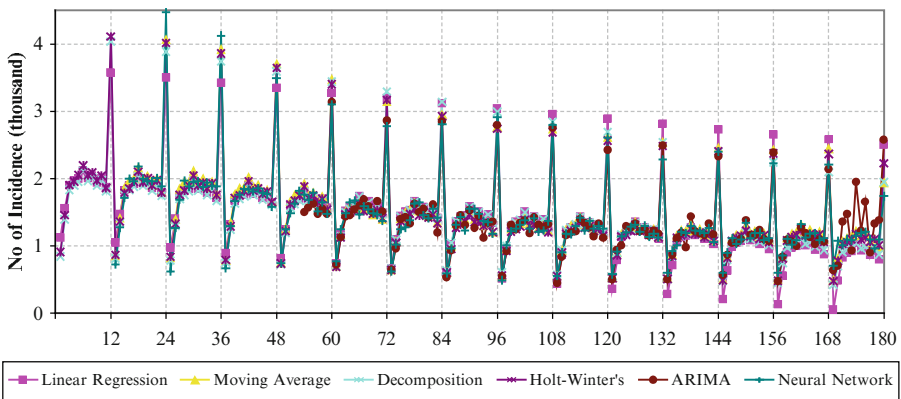 No of Incidence (thousand)
4
3
2
1
0
12 24 36 48 60 72 84 96 108 120 132 144 156 168 180
Linear Regression Moving Average Decomposition Holt-Winter's ARIMA Neural Network